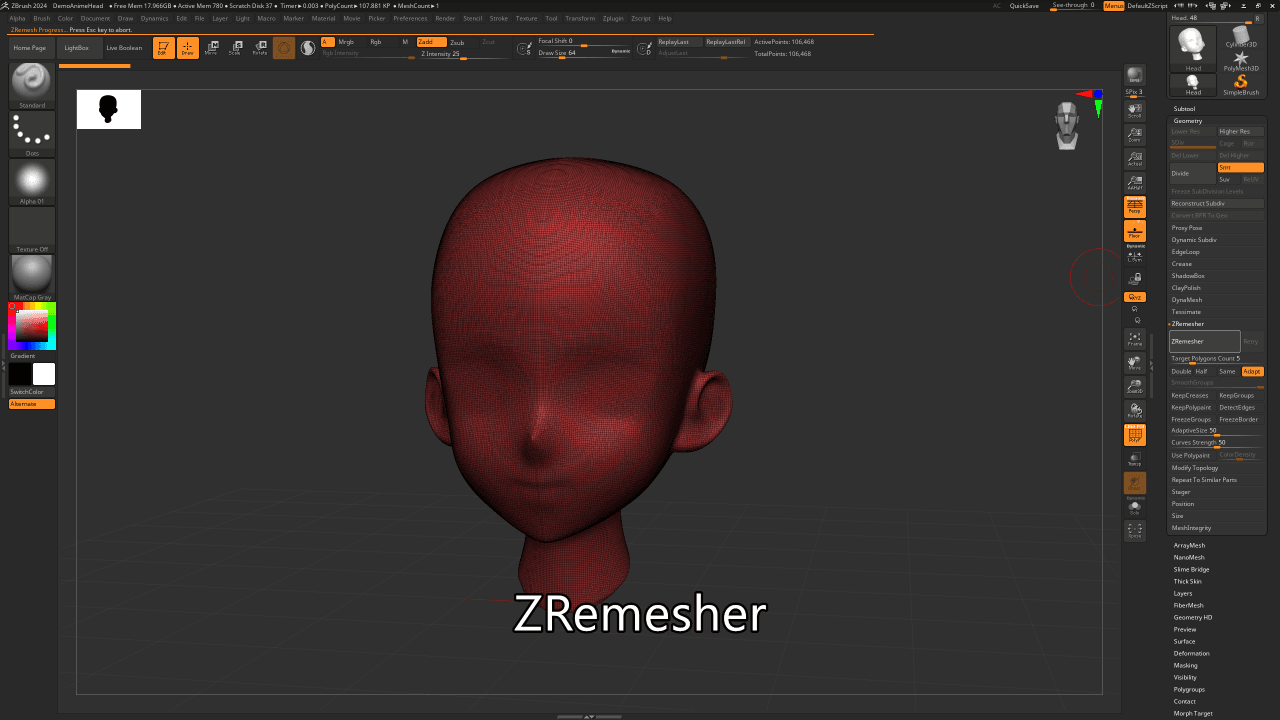 ZBrush 2024 ● DemoAnimeHead ● Free Mem 17.966GB ● Active Mem 780 ● Scratch Disk 37 ● Timer ▸ 0.003 ● PolyCount ▸ 107.881 KP ● MeshCount ▸ 1
AC QuickSave See-through 0 Menus DefaultZScript
Alpha Brush Color Document Draw Dynamics Edit File Layer Light Macro Marker Material Movie Picker Preferences Render Stencil Stroke Texture Tool Transform Zplugin Zscript Help
ZRemesh Progress... Press Esc key to abort.
Home Page LightBox Live Boolean
Edit Draw Move Scale Rotate
A Mrgb Rgb M
Rgb Intensity
Zadd Zsub Zcut
Z Intensity 25
Focal Shift 0
Draw Size 64 Dynamic
ReplayLast ReplayLastRel
AdjustLast
ActivePoints: 106,468
TotalPoints: 106,468
Standard
Dots
Alpha 01
Texture Off
MatCap Gray
Gradient
SwitchColor
Alternate
SPix 3
Scroll
Zoom
Actual
AAHalf
Persp
Floor
Dynamic
L.Sym
Qxyz
Frame
Move
Zoom3D
Rotate
PolyF
Transp
Dynamic
Solo
Xpose
Head. 48 R
Head
Cylinder3D
PolyMesh3D
Head
SimpleBrush
Subtool
Geometry
Lower Res Higher Res
SDiv Cage Rstr
Del Lower Del Higher
Divide
Smt
Suv ReUV
Freeze SubDivision Levels
Reconstruct Subdiv
Convert BPR To Geo
Proxy Pose
Dynamic Subdiv
EdgeLoop
Crease
ShadowBox
ClayPolish
DynaMesh
Tessimate
ZRemesher
ZRemesher Retry
Target Polygons Count 5
Double Half Same Adapt
SmoothGroups
KeepCreases KeepGroups
KeepPolypaint DetectEdges
FreezeGroups FreezeBorder
AdaptiveSize 50
Curves Strength 50
Use Polypaint ColorDensity
Modify Topology
Repeat To Similar Parts
Stager
Position
Size
MeshIntegrity
ArrayMesh
NanoMesh
Slime Bridge
Thick Skin
Layers
FiberMesh
Geometry HD
Preview
Surface
Deformation
Masking
Visibility
Polygroups
Contact
Morph Target
ZRemesher